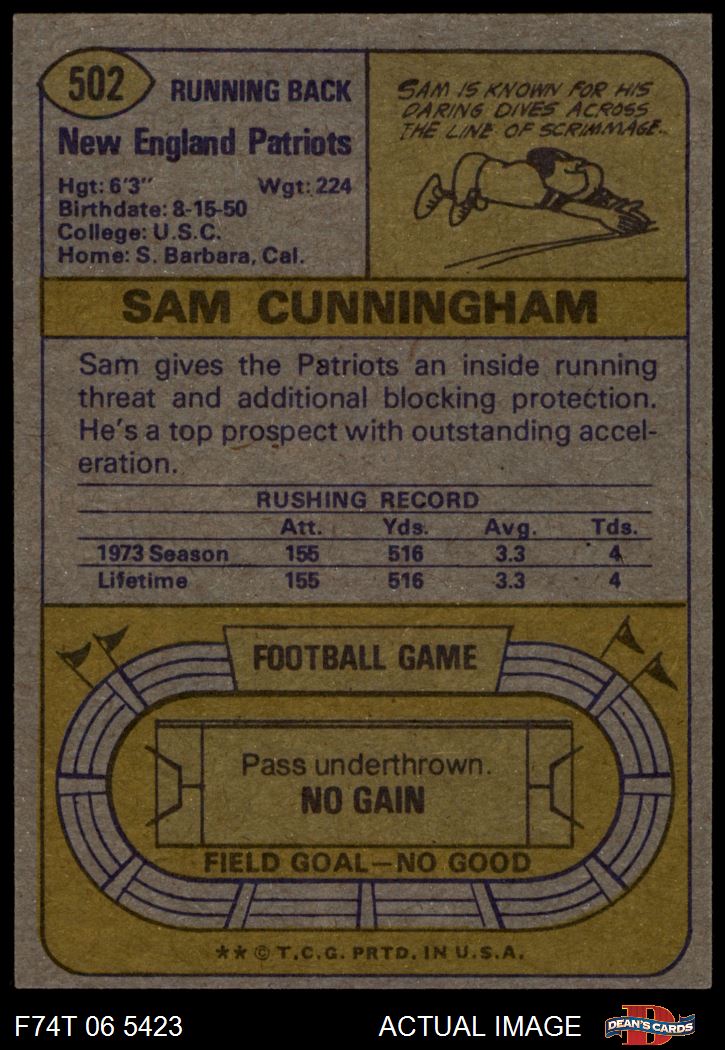 502
RUNNING BACK
New England Patriots
Hgt: 6'3" Wgt: 224
Birthdate: 8-15-50
College: U.S.C.
Home: S. Barbara, Cal.
SAM IS KNOWN FOR HIS
DARING DIVES ACROSS
THE LINE OF SCRIMMAGE.
SAM CUNNINGHAM
Sam gives the Patriots an inside running
threat and additional blocking protection.
He's a top prospect with outstanding accel-
eration.
RUSHING RECORD
Att. Yds. Avg. Tds.
1973 Season 155 516 3.3 4
Lifetime 155 516 3.3 4
FOOTBALL GAME
Pass underthrown.
NO GAIN
FIELD GOAL—NO GOOD
** © T.C.G. PRTD. IN U.S.A.
F74T 06 5423 ACTUAL IMAGE
D
DEAN'S CARDS